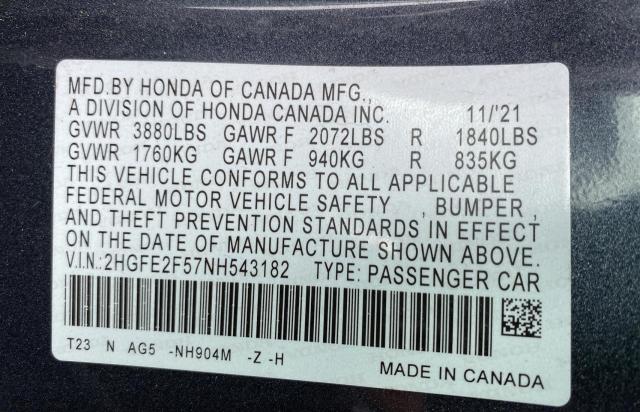 MFD.BY HONDA OF CANADA MFG.,
A DIVISION OF HONDA CANADA INC. 11/'21
GVWR 3880LBS GAWR F 2072LBS R 1840LBS
GVWR 1760KG GAWR F 940KG R 835KG
THIS VEHICLE CONFORMS TO ALL APPLICABLE
FEDERAL MOTOR VEHICLE SAFETY , BUMPER ,
AND THEFT PREVENTION STANDARDS IN EFFECT
ON THE DATE OF MANUFACTURE SHOWN ABOVE.
V.I.N.:2HGFE2F57NH543182 TYPE: PASSENGER CAR
T23 N AG5 -NH904M -Z -H
MADE IN CANADA